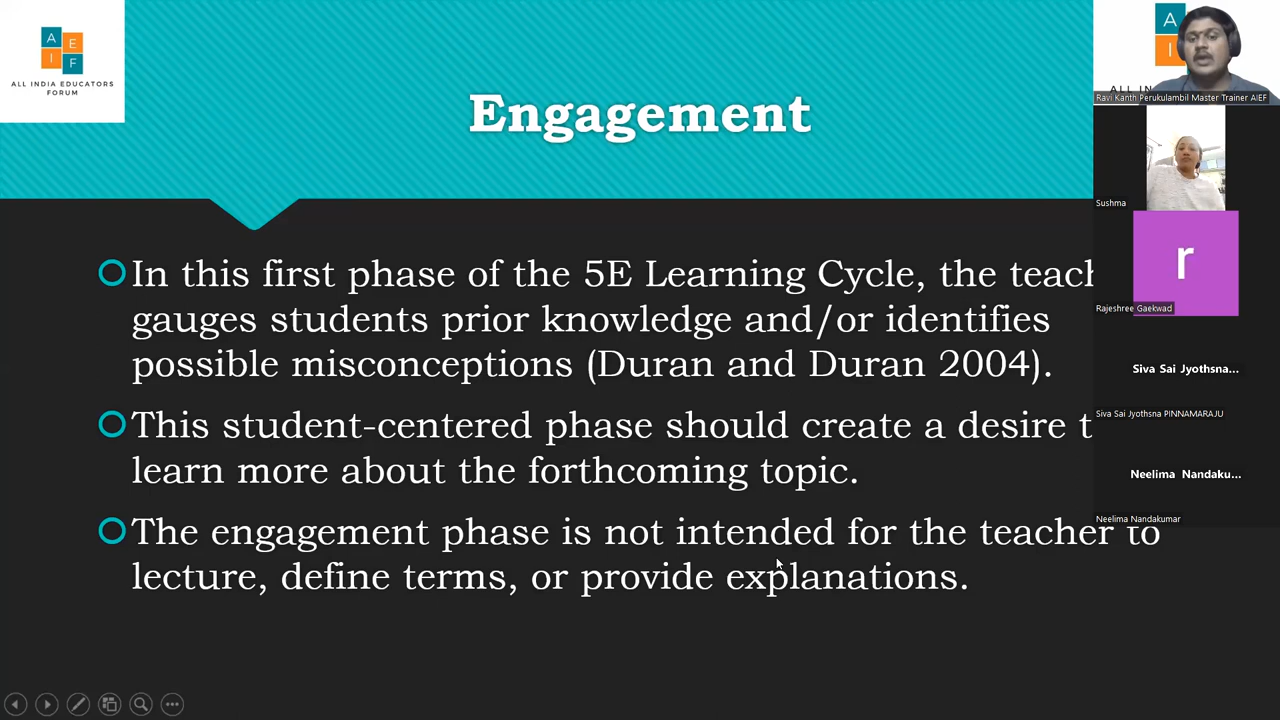 A
E
I
F
ALL INDIA EDUCATORS
FORUM
Engagement
In this first phase of the 5E Learning Cycle, the teach
gauges students prior knowledge and/or identifies
possible misconceptions (Duran and Duran 2004).
This student-centered phase should create a desire t
learn more about the forthcoming topic.
The engagement phase is not intended for the teacher to
lecture, define terms, or provide explanations.
A
I
ALL IN
Ravi Kanth Perukulambil Master Trainer AIEF
Sushma
r
Rajeshree Gaekwad
Siva Sai Jyothsna...
Siva Sai Jyothsna PINNAMARAJU
Neelima Nandaku...
Neelima Nandakumar